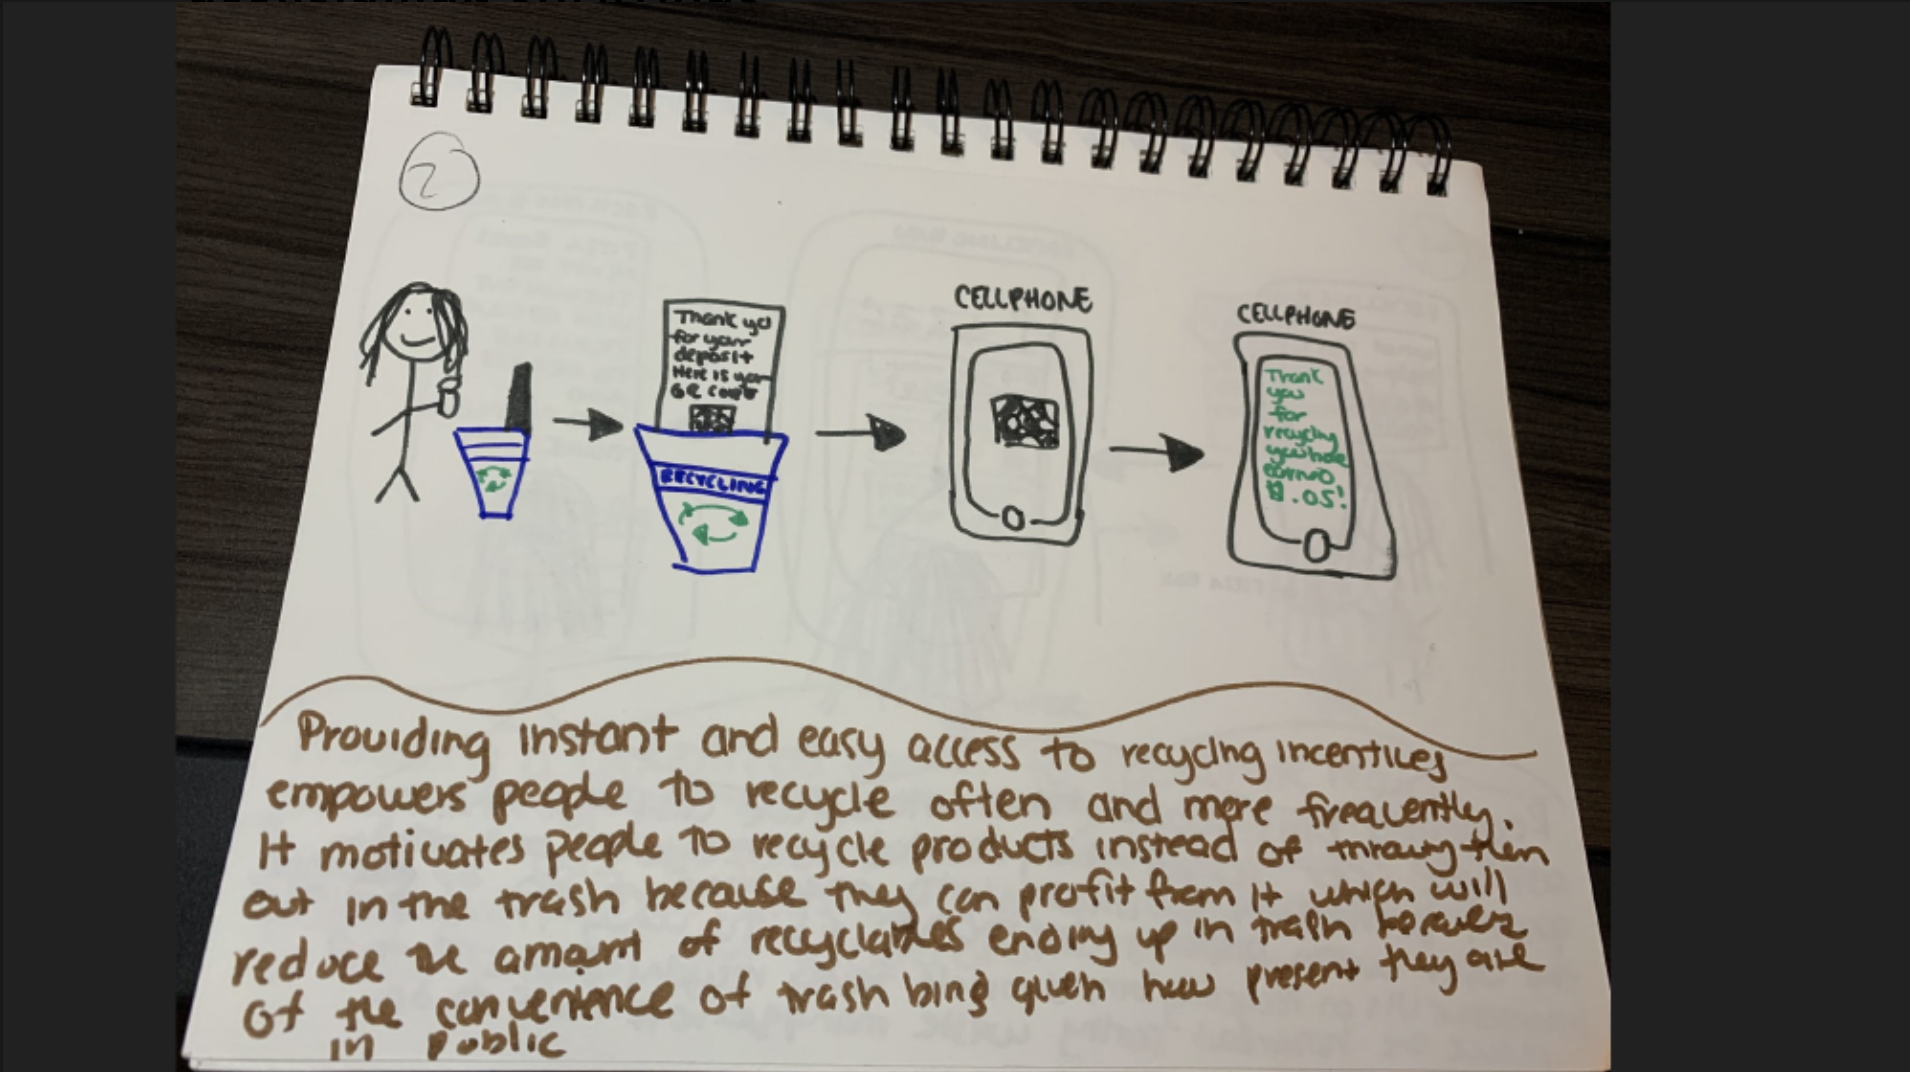 2
Thank you
for your
deposit
Here is your
QR code
RECYCLING
CELLPHONE
CELLPHONE
Thank
you
for
recycling
you have
earned
$.05!
Providing instant and easy access to recycling incentives
empowers people to recycle often and more frequently.
It motivates people to recycle products instead of throwing them
out in the trash because they can profit from it which will
reduce the amount of recyclables ending up in trash because
of the convenience of trash bins given how present they are
in public